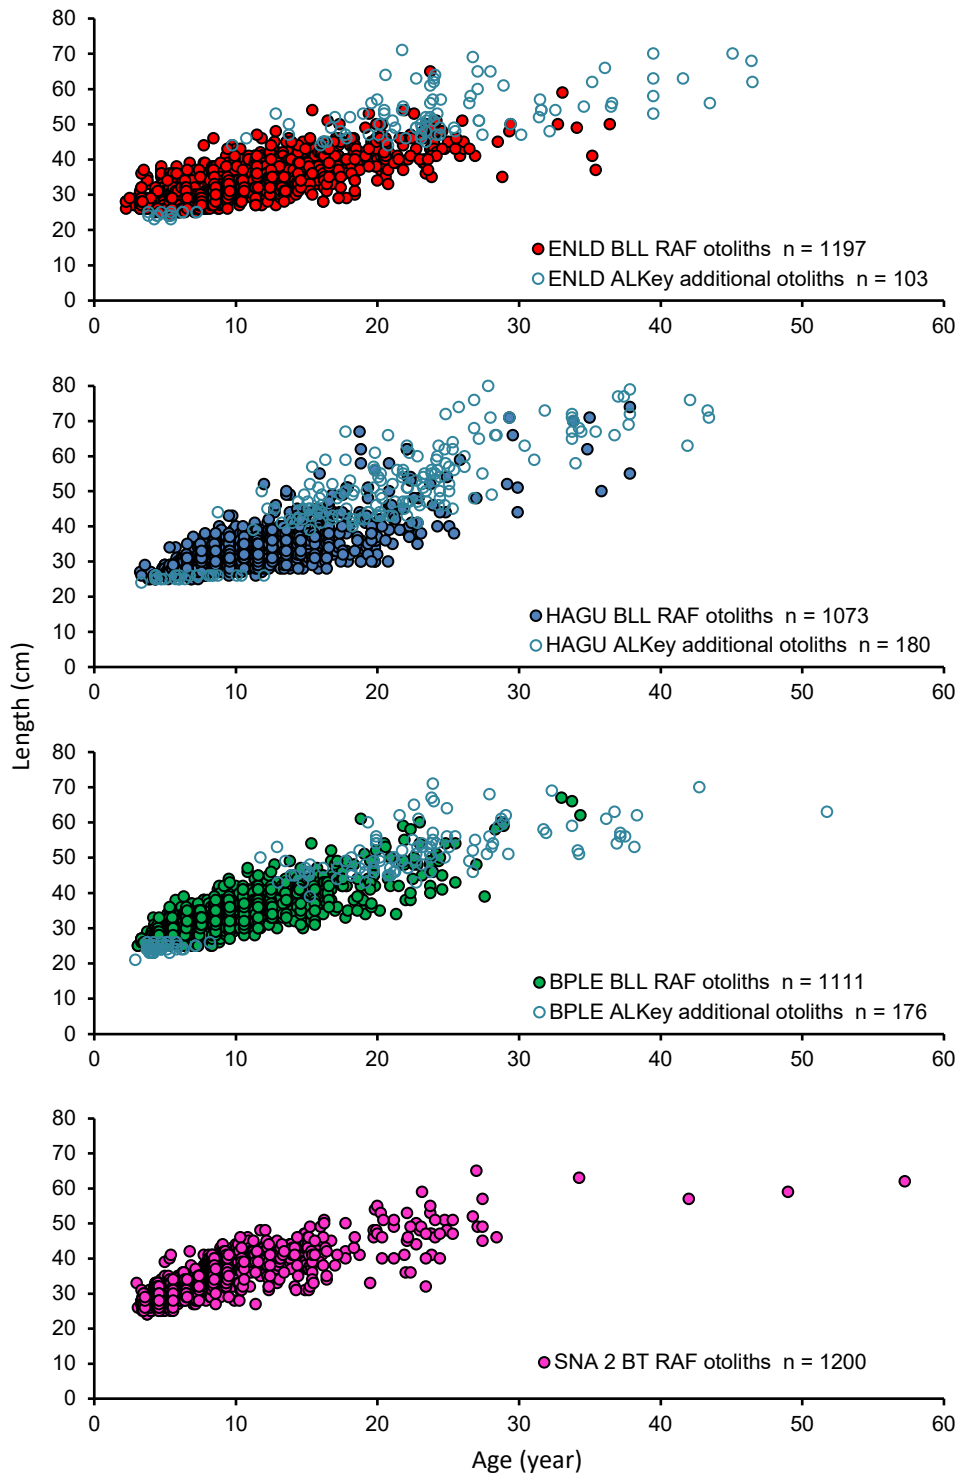 80
70
60
50
40
30
20
10
0
ENLD BLL RAF otoliths n = 1197
ENLD ALKey additional otoliths n = 103
0 10 20 30 40 50 60
80
70
60
50
40
30
20
10
0
HAGU BLL RAF otoliths n = 1073
HAGU ALKey additional otoliths n = 180
0 10 20 30 40 50 60
Length (cm)
80
70
60
50
40
30
20
10
0
BPLE BLL RAF otoliths n = 1111
BPLE ALKey additional otoliths n = 176
0 10 20 30 40 50 60
80
70
60
50
40
30
20
10
0
SNA 2 BT RAF otoliths n = 1200
0 10 20 30 40 50 60
Age (year)